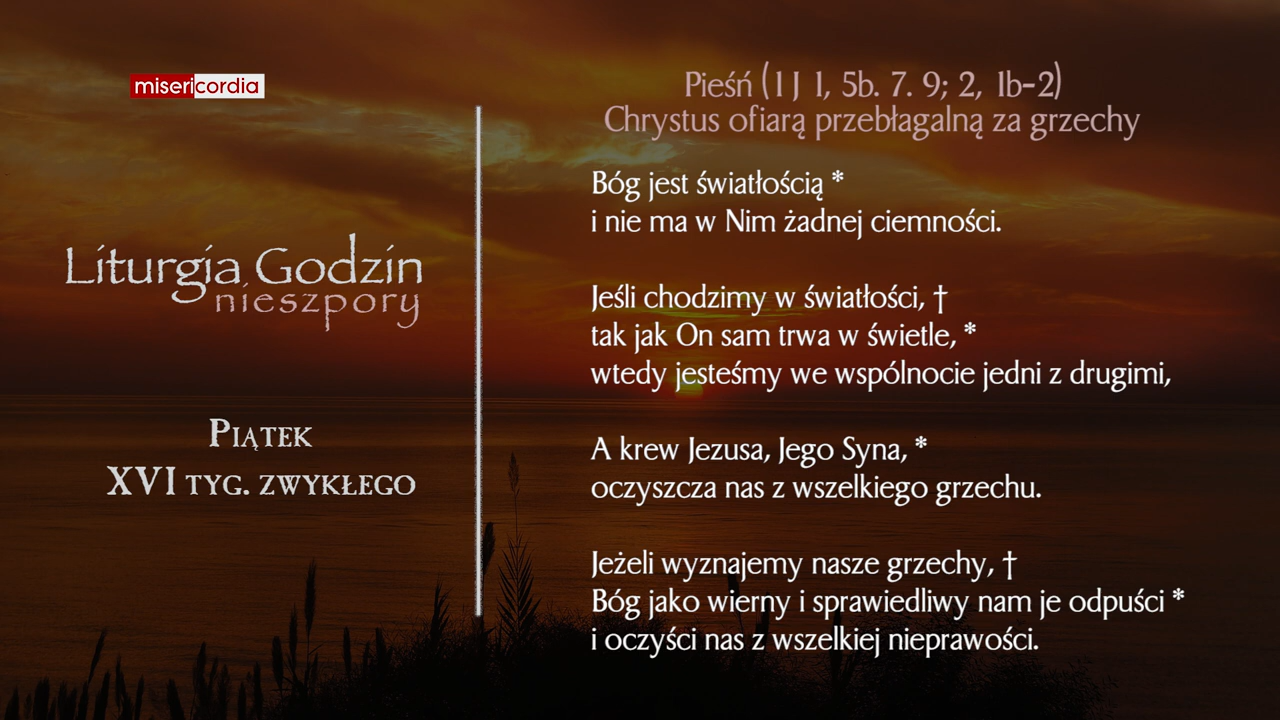 misericordia
Liturgia Godzin
nieszpory
Piątek
XVI tyg. zwykłego
Pieśń (1 J 1, 5b. 7. 9; 2, 1b-2)
Chrystus ofiarą przebłagalną za grzechy
Bóg jest światłością *
i nie ma w Nim żadnej ciemności.
Jeśli chodzimy w światłości, †
tak jak On sam trwa w świetle, *
wtedy jesteśmy we wspólnocie jedni z drugimi,
A krew Jezusa, Jego Syna, *
oczyszcza nas z wszelkiego grzechu.
Jeżeli wyznajemy nasze grzechy, †
Bóg jako wierny i sprawiedliwy nam je odpuści *
i oczyści nas z wszelkiej nieprawości.